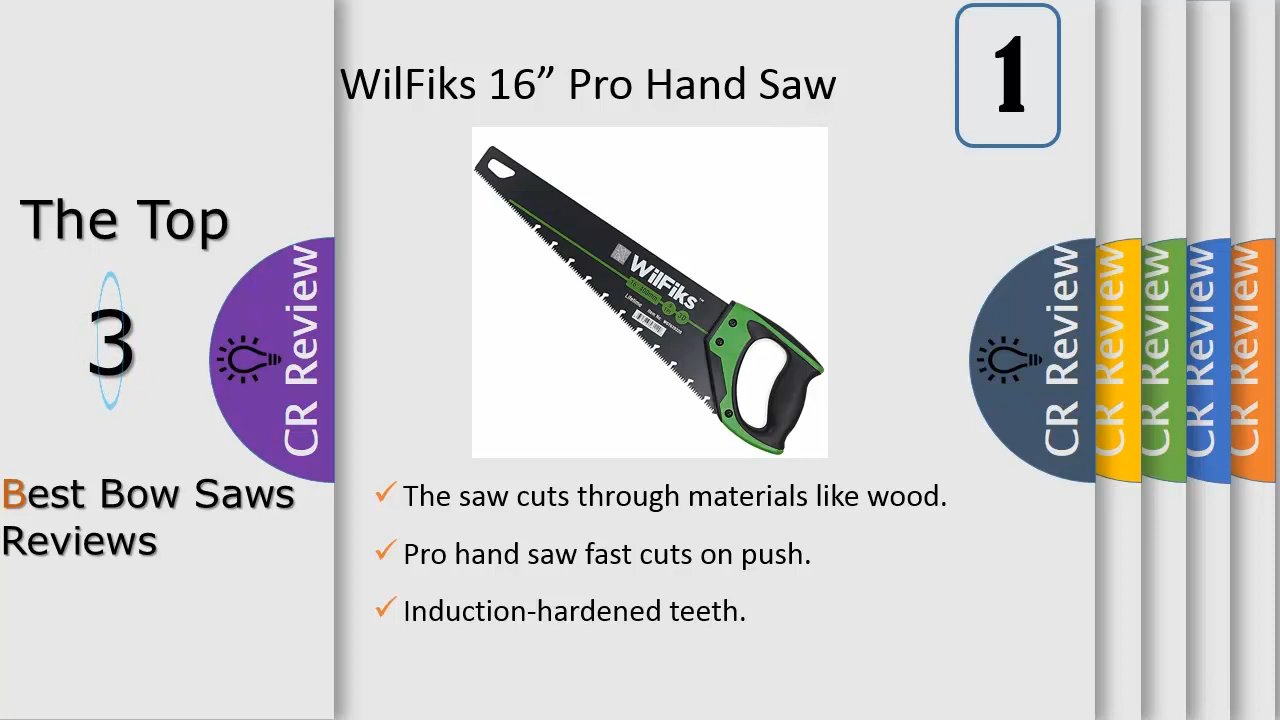 WilFiks 16” Pro Hand Saw
1
The Top
3
Best Bow Saws
Reviews
CR Review
WilFiks
Lifetime
✓ The saw cuts through materials like wood.
✓ Pro hand saw fast cuts on push.
✓ Induction-hardened teeth.
CR Review
CR Review
CR Review
CR Review
CR Review